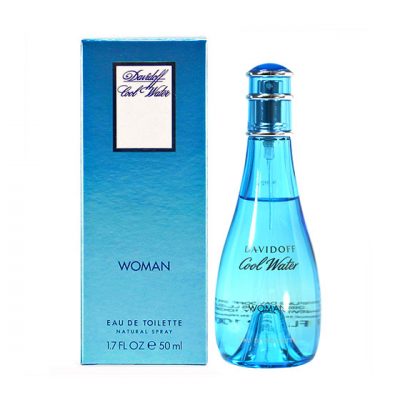 Davidoff
Cool Water
WOMAN
EAU DE TOILETTE
NATURAL SPRAY
1.7 FL OZ ℮ 50 ml
DAVIDOFF
Cool Water
WOMAN